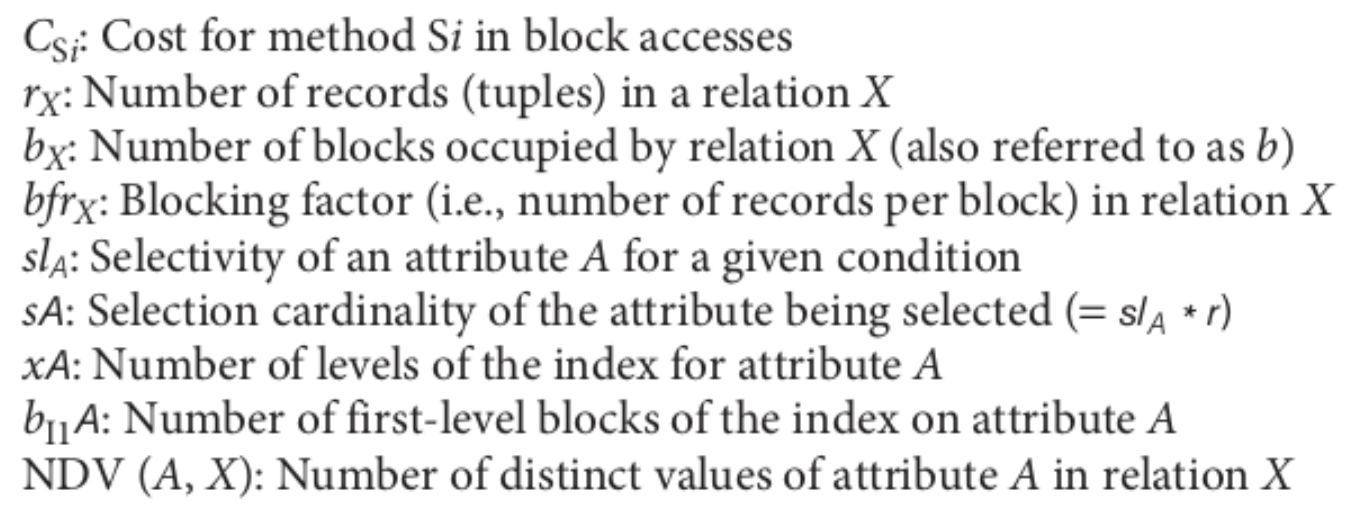 C_Si: Cost for method Si in block accesses
r_X: Number of records (tuples) in a relation X
b_X: Number of blocks occupied by relation X (also referred to as b)
bfr_X: Blocking factor (i.e., number of records per block) in relation X
sl_A: Selectivity of an attribute A for a given condition
sA: Selection cardinality of the attribute being selected (= sl_A * r)
xA: Number of levels of the index for attribute A
b_I1 A: Number of first-level blocks of the index on attribute A
NDV (A, X): Number of distinct values of attribute A in relation X